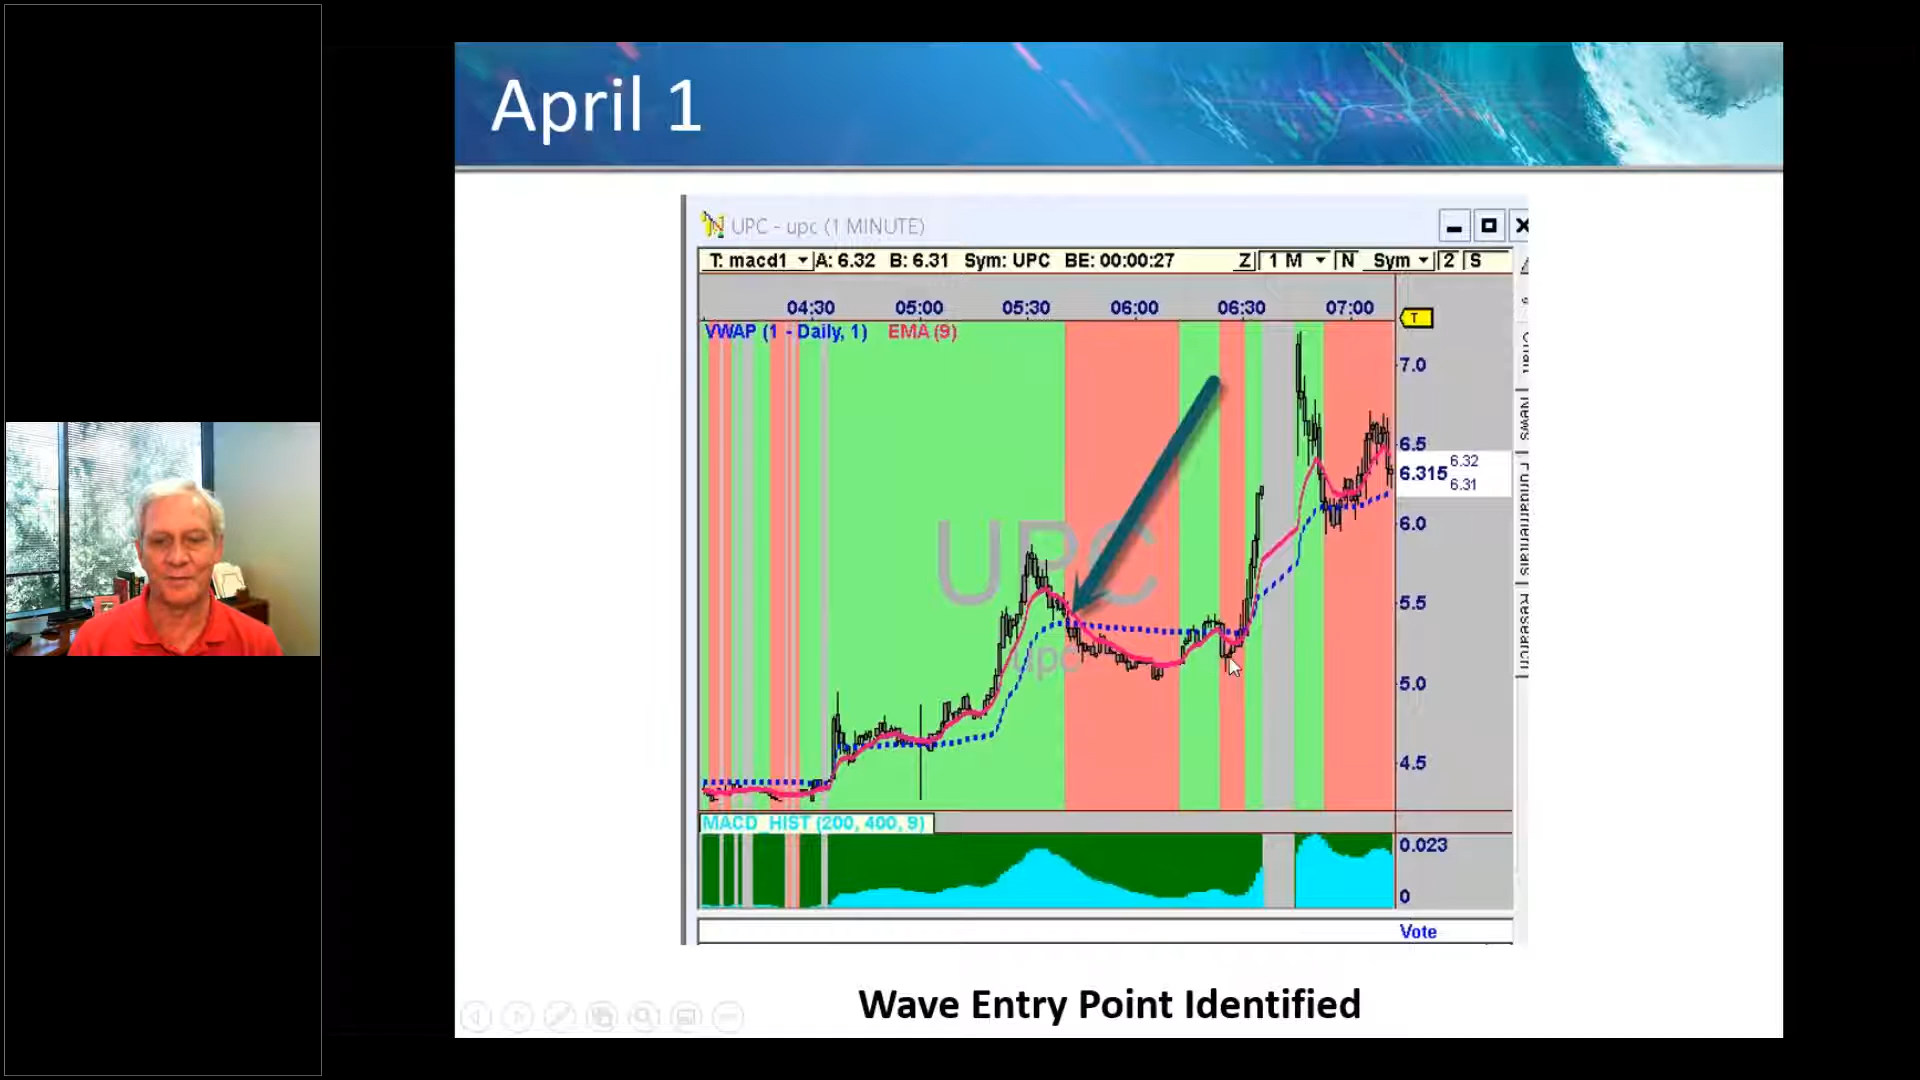 April 1
UPC - upc (1 MINUTE)
T: macd1 A: 6.32 B: 6.31 Sym: UPC BE: 00:00:27 Z 1 M N Sym 2 S
04:30 05:00 05:30 06:00 06:30 07:00
T
VWAP (1 - Daily, 1) EMA (9)
7.0
6.5
6.315 6.32
6.31
6.0
5.5
5.0
4.5
UPC
upc
News
Fundamentals
Research
MACD_HIST (200, 400, 9)
0.023
0
Vote
Wave Entry Point Identified